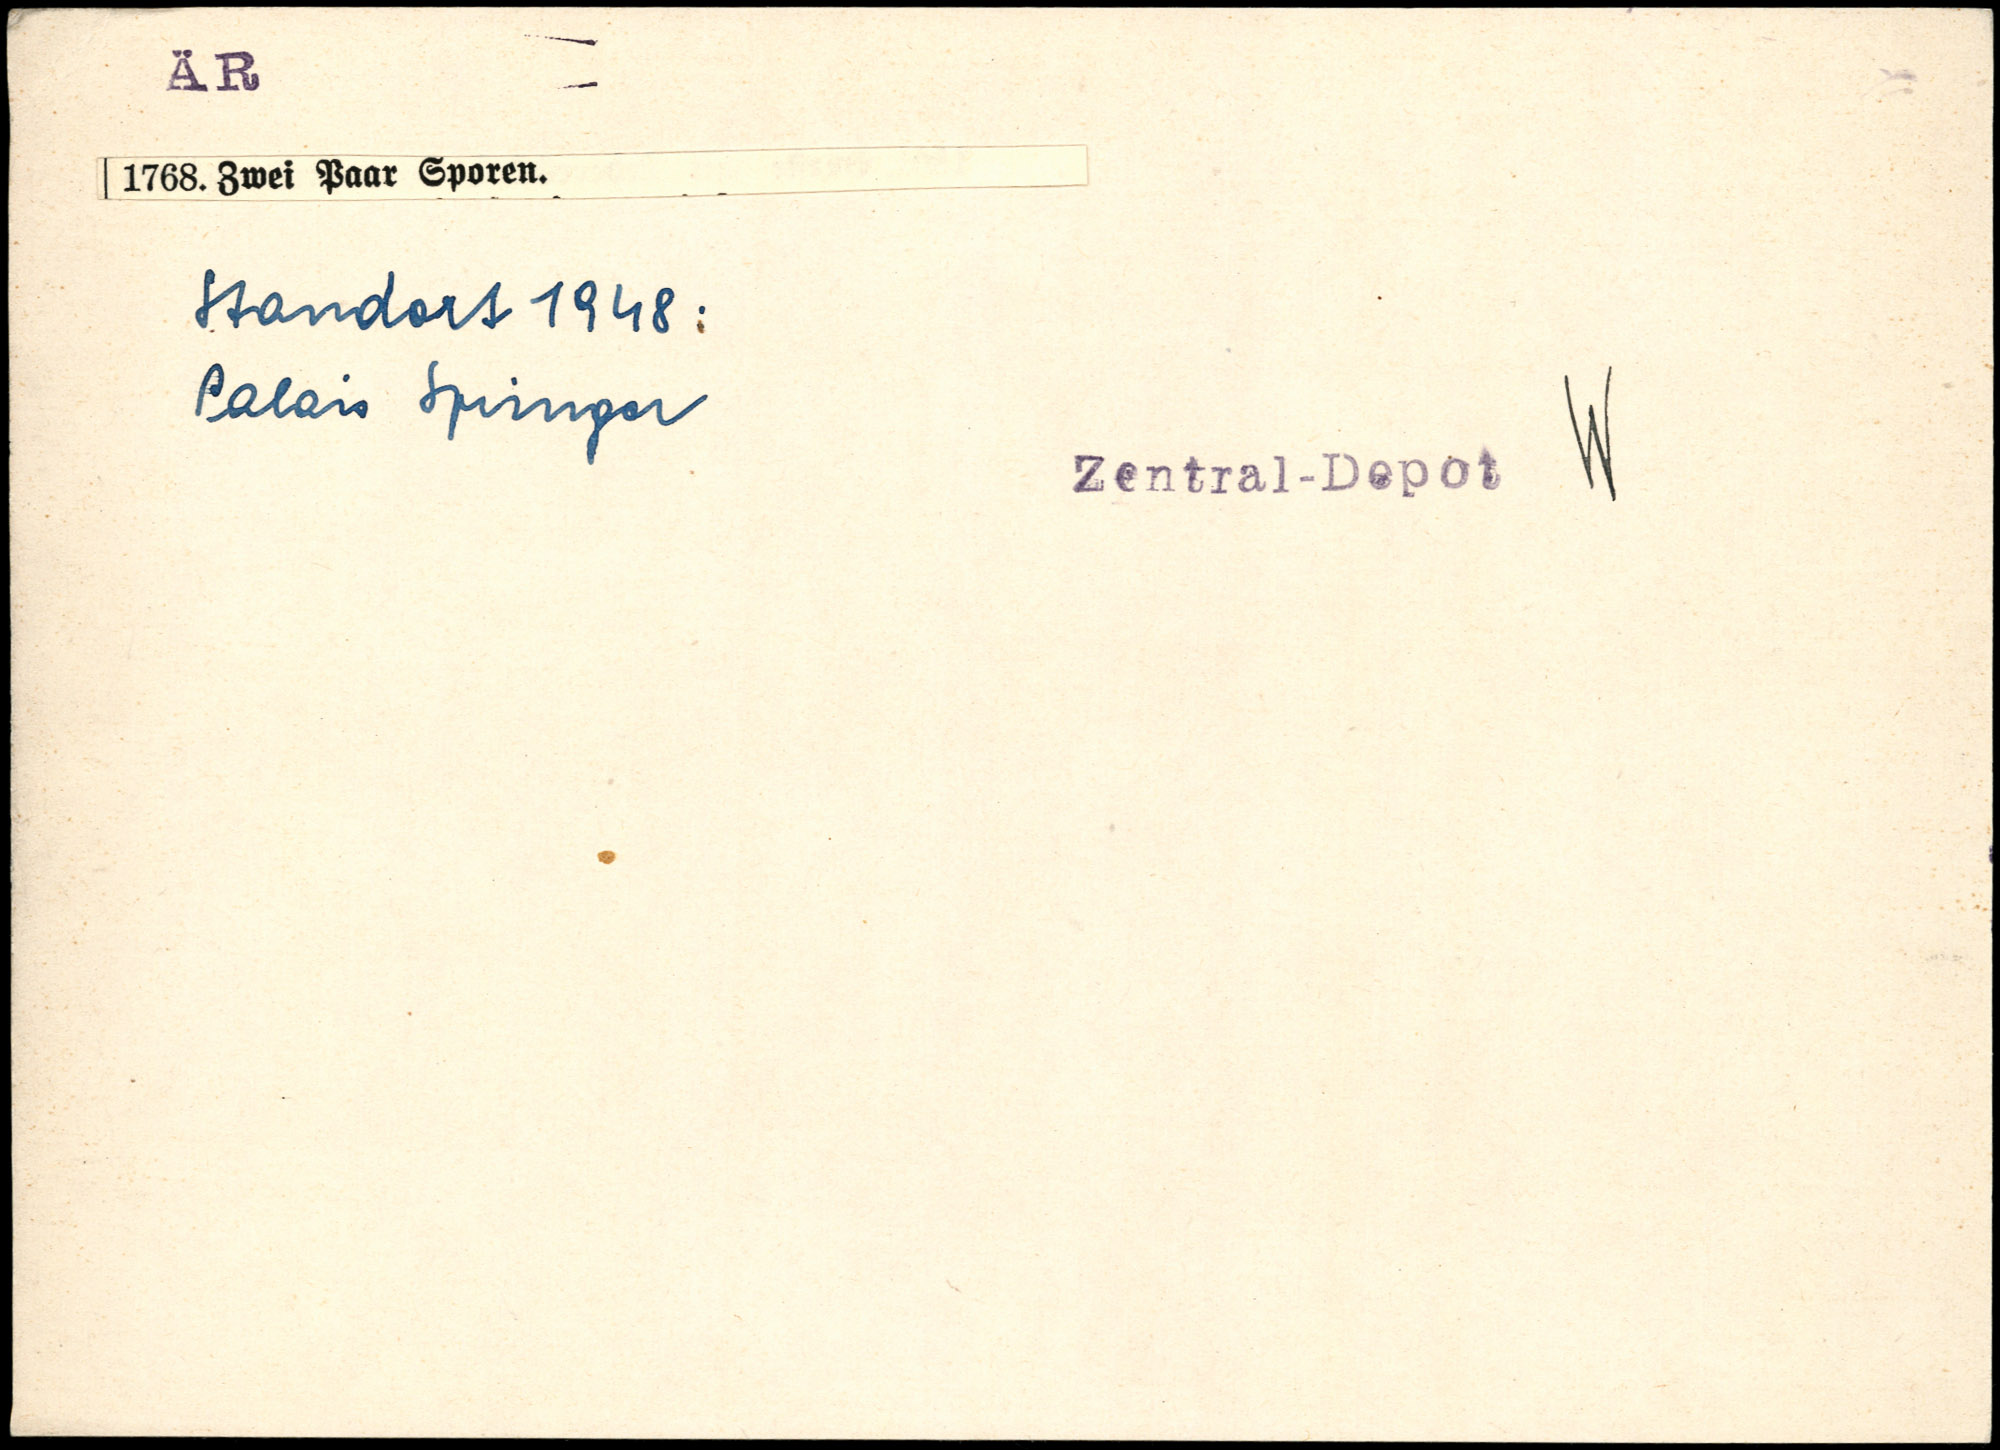 ÄR
1768. Zwei Paar Sporen.
Standort 1948:
Palais Springer
Zentral-Depot W